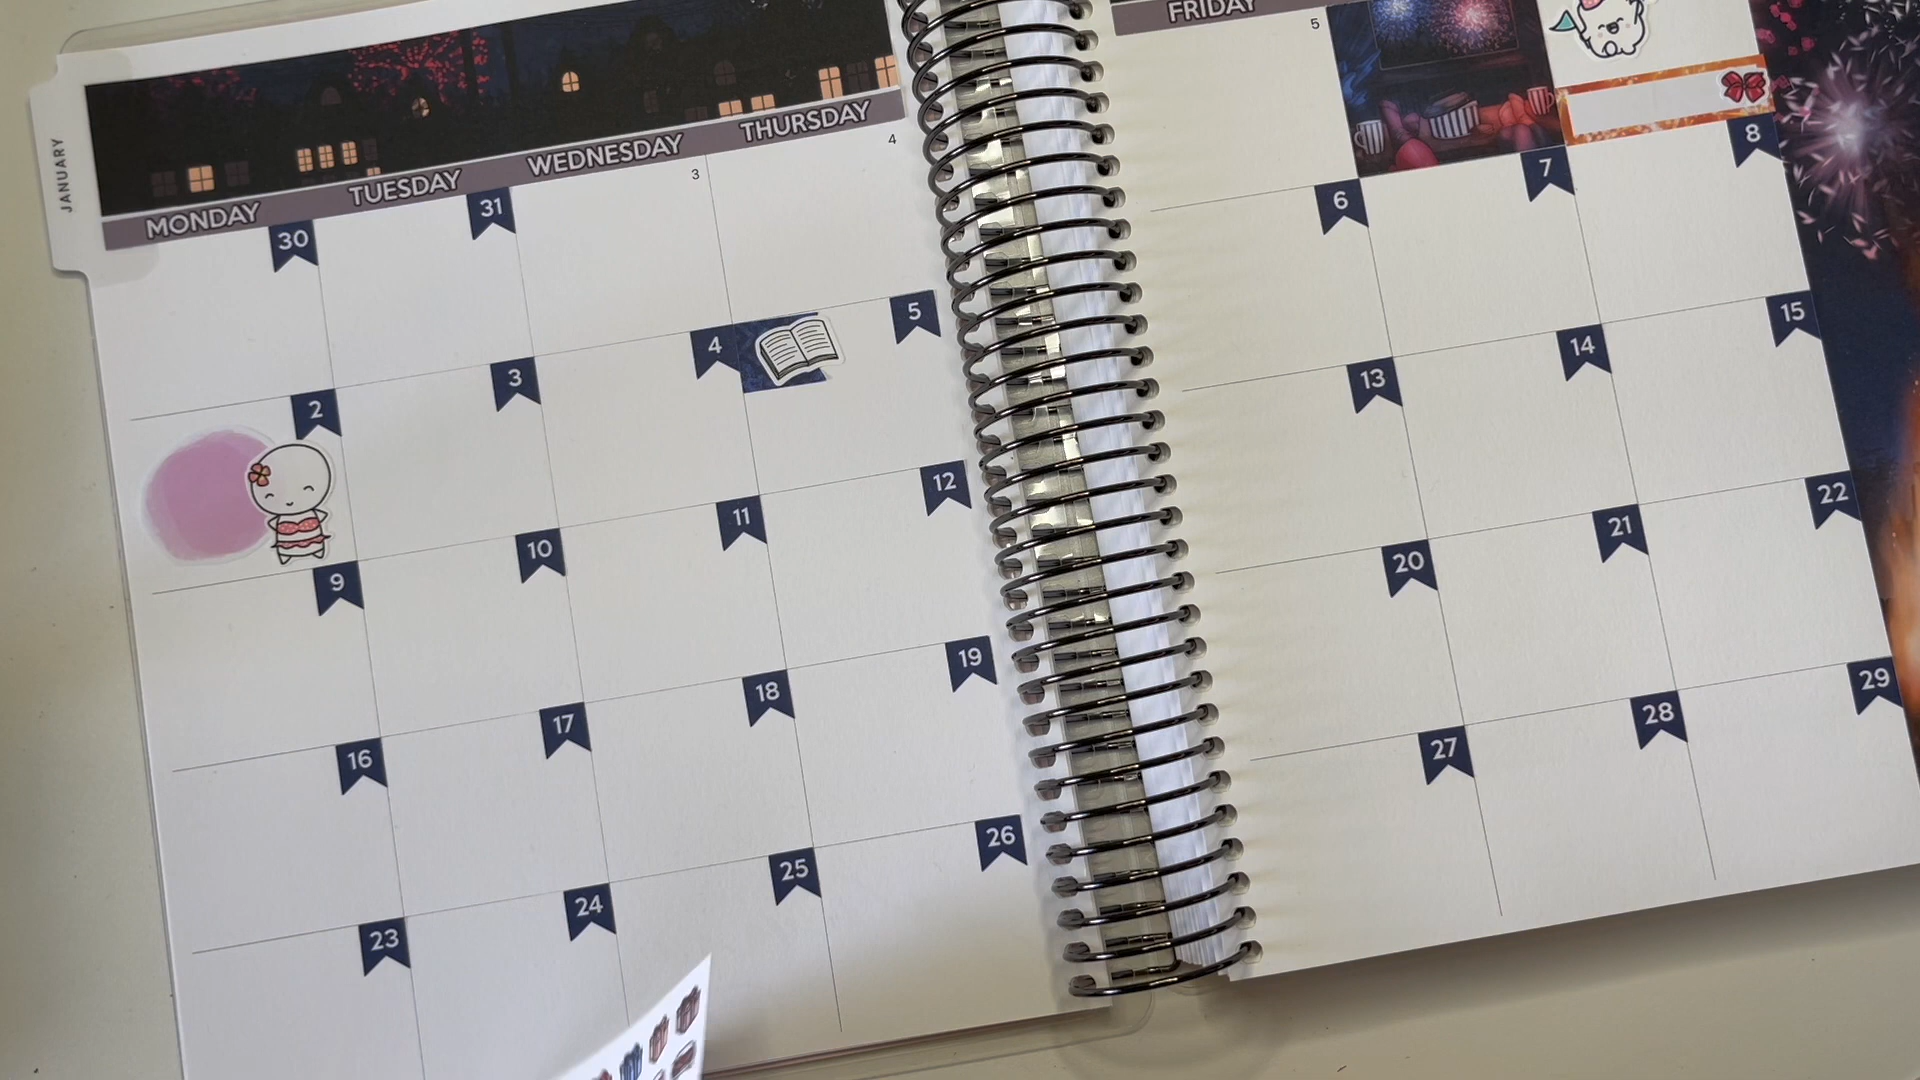 JANUARY
MONDAY TUESDAY WEDNESDAY THURSDAY FRIDAY
30 31 3 4 5
2 3 4 5 6 7 8
9 10 11 12 13 14 15
16 17 18 19 20 21 22
23 24 25 26 27 28 29